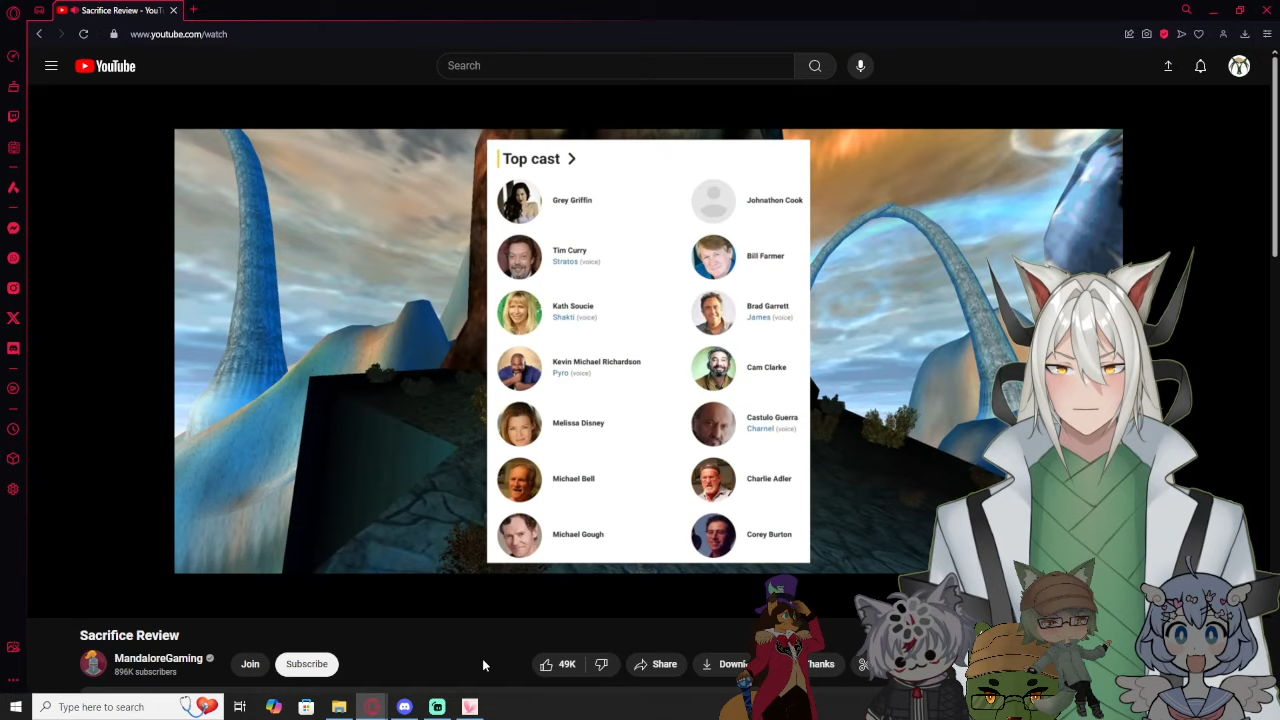 Sacrifice Review - YouT
www.youtube.com/watch
YouTube
Search
Top cast
Grey Griffin
Johnathon Cook
Tim Curry
Stratos (voice)
Bill Farmer
Kath Soucie
Shakti (voice)
Brad Garrett
James (voice)
Kevin Michael Richardson
Pyro (voice)
Cam Clarke
Melissa Disney
Castulo Guerra
Charnel (voice)
Michael Bell
Charlie Adler
Michael Gough
Corey Burton
Sacrifice Review
MandaloreGaming
896K subscribers
Join
Subscribe
49K
Share
Downl
hanks
Type here to search